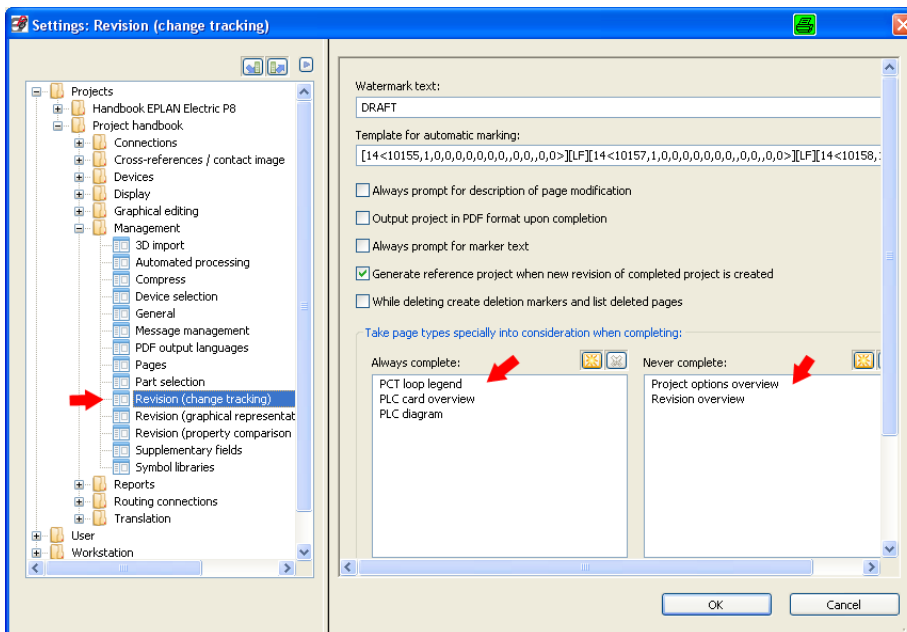 Settings: Revision (change tracking)
Projects
Handbook EPLAN Electric P8
Project handbook
Connections
Cross-references / contact image
Devices
Display
Graphical editing
Management
3D import
Automated processing
Compress
Device selection
General
Message management
PDF output languages
Pages
Part selection
Revision (change tracking)
Revision (graphical representat
Revision (property comparison
Supplementary fields
Symbol libraries
Reports
Routing connections
Translation
User
Workstation
Watermark text:
DRAFT
Template for automatic marking:
[14<10155,1,0,0,0,0,0,0,0,,0,0,,0,0>][LF][14<10157,1,0,0,0,0,0,0,0,,0,0,,0,0>][LF][14<10158,
Always prompt for description of page modification
Output project in PDF format upon completion
Always prompt for marker text
Generate reference project when new revision of completed project is created
While deleting create deletion markers and list deleted pages
Take page types specially into consideration when completing:
Always complete:
PCT loop legend
PLC card overview
PLC diagram
Never complete:
Project options overview
Revision overview
OK
Cancel